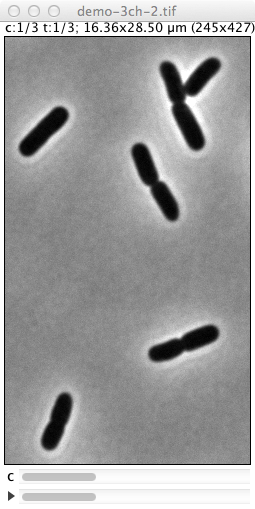 demo-3ch-2.tif
c:1/3 t:1/3; 16.36x28.50 µm (245x427)
c